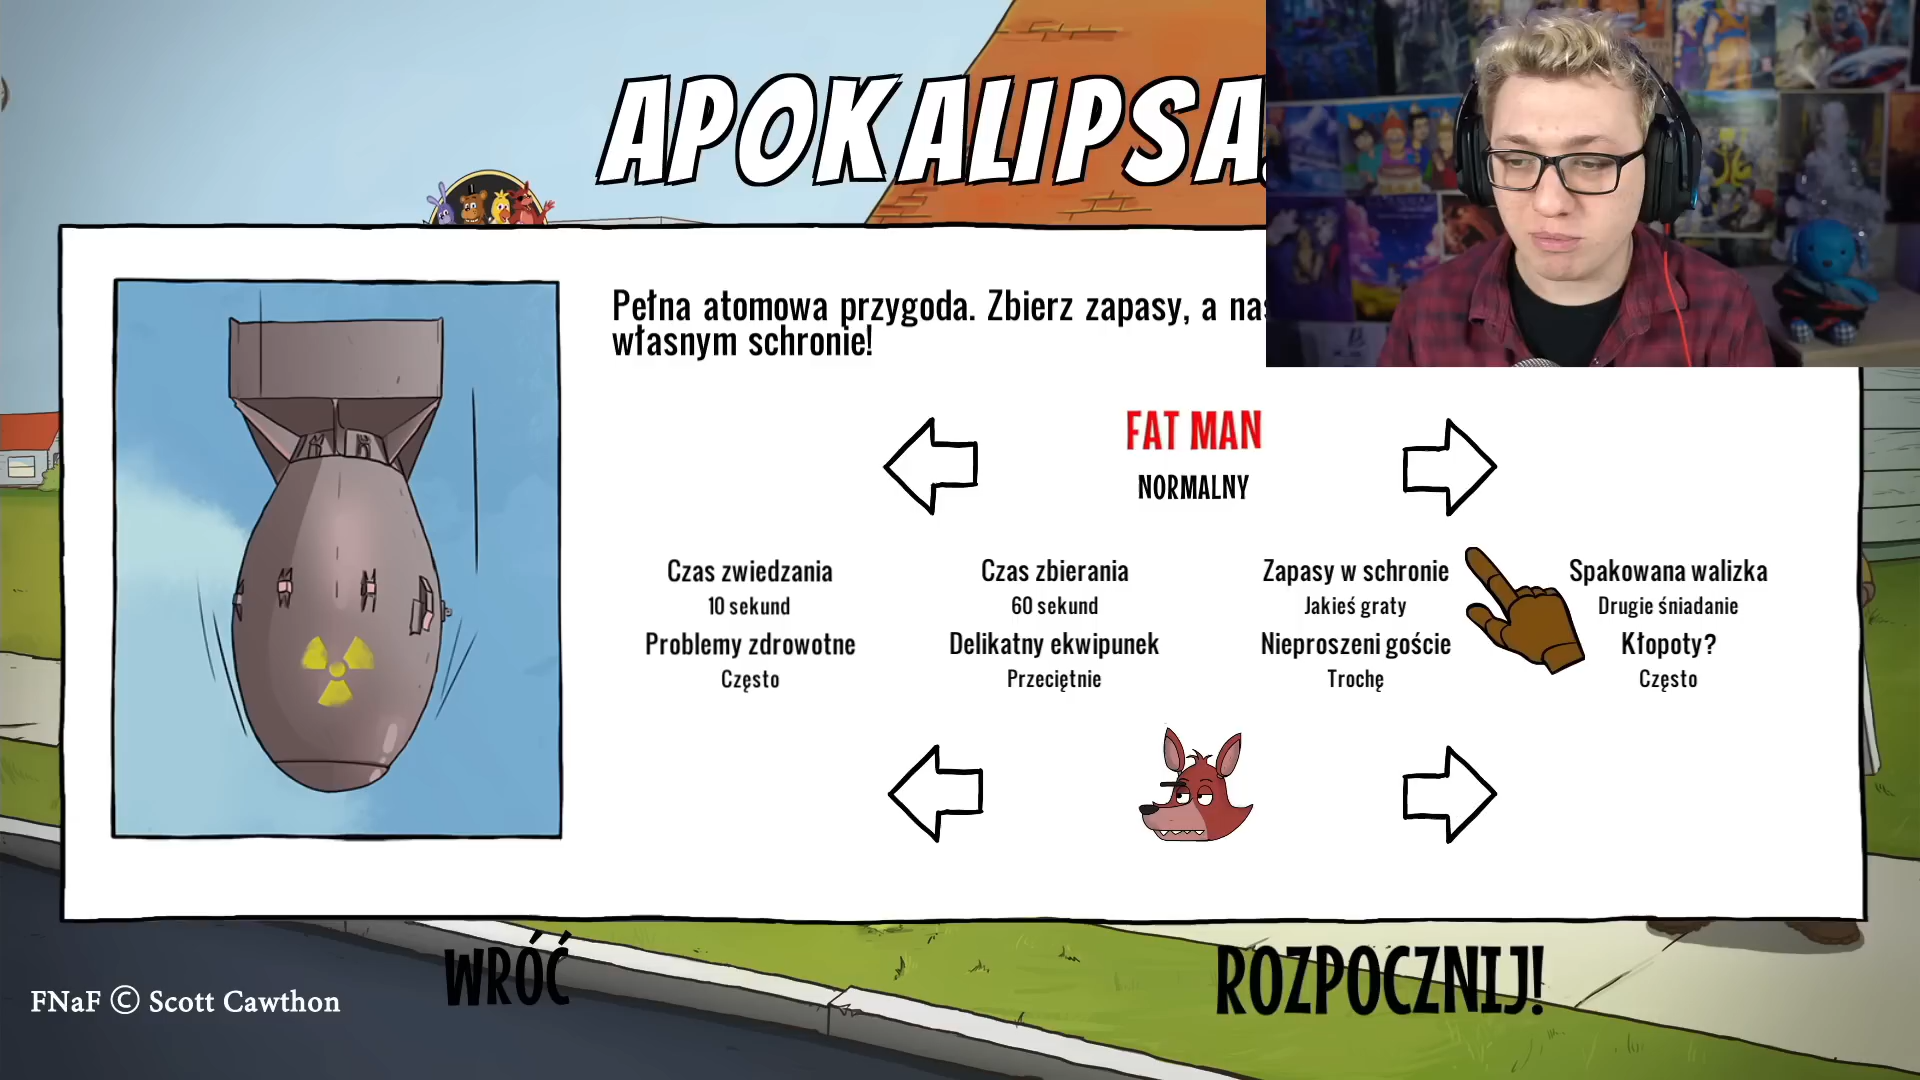 APOKALIPSA
Pełna atomowa przygoda. Zbierz zapasy, a
własnym schronie!
FAT MAN
NORMALNY
Czas zwiedzania
10 sekund
Czas zbierania
60 sekund
Zapasy w schronie
Jakieś graty
Spakowana walizka
Drugie śniadanie
Problemy zdrowotne
Często
Delikatny ekwipunek
Przeciętnie
Nieproszeni goście
Trochę
Kłopoty?
Często
WRÓĆ
ROZPOCZNIJ!
FNaF © Scott Cawthon